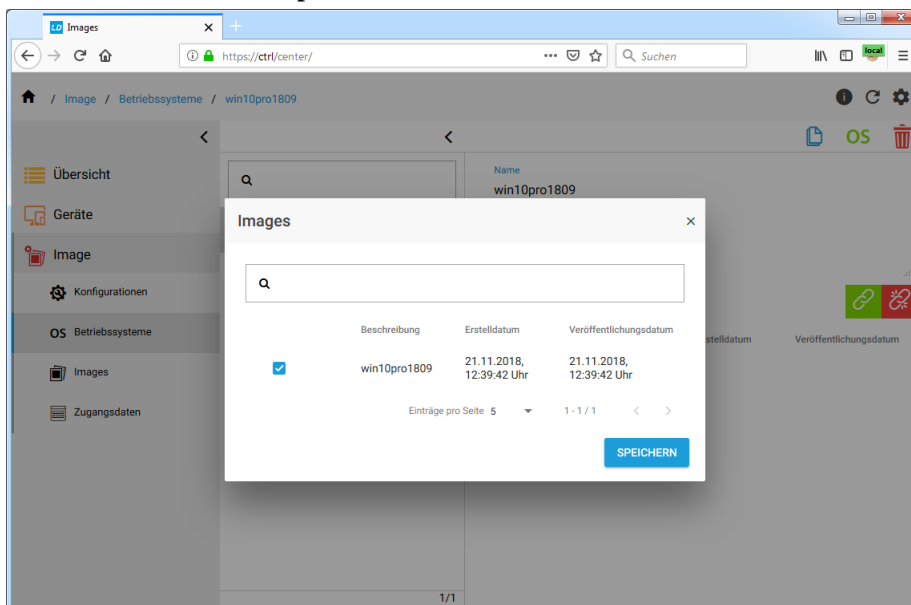 LD Images
https://ctrl/center/
Suchen
local
/ Image / Betriebssysteme / win10pro1809
OS
Übersicht
Name
win10pro1809
Geräte
Images
Image
Konfigurationen
Beschreibung Erstelldatum Veröffentlichungsdatum
stelldatum Veröffentlichungsdatum
OS Betriebssysteme
win10pro1809 21.11.2018, 12:39:42 Uhr 21.11.2018, 12:39:42 Uhr
Images
Zugangsdaten
Einträge pro Seite 5 1 - 1 / 1
SPEICHERN
1/1